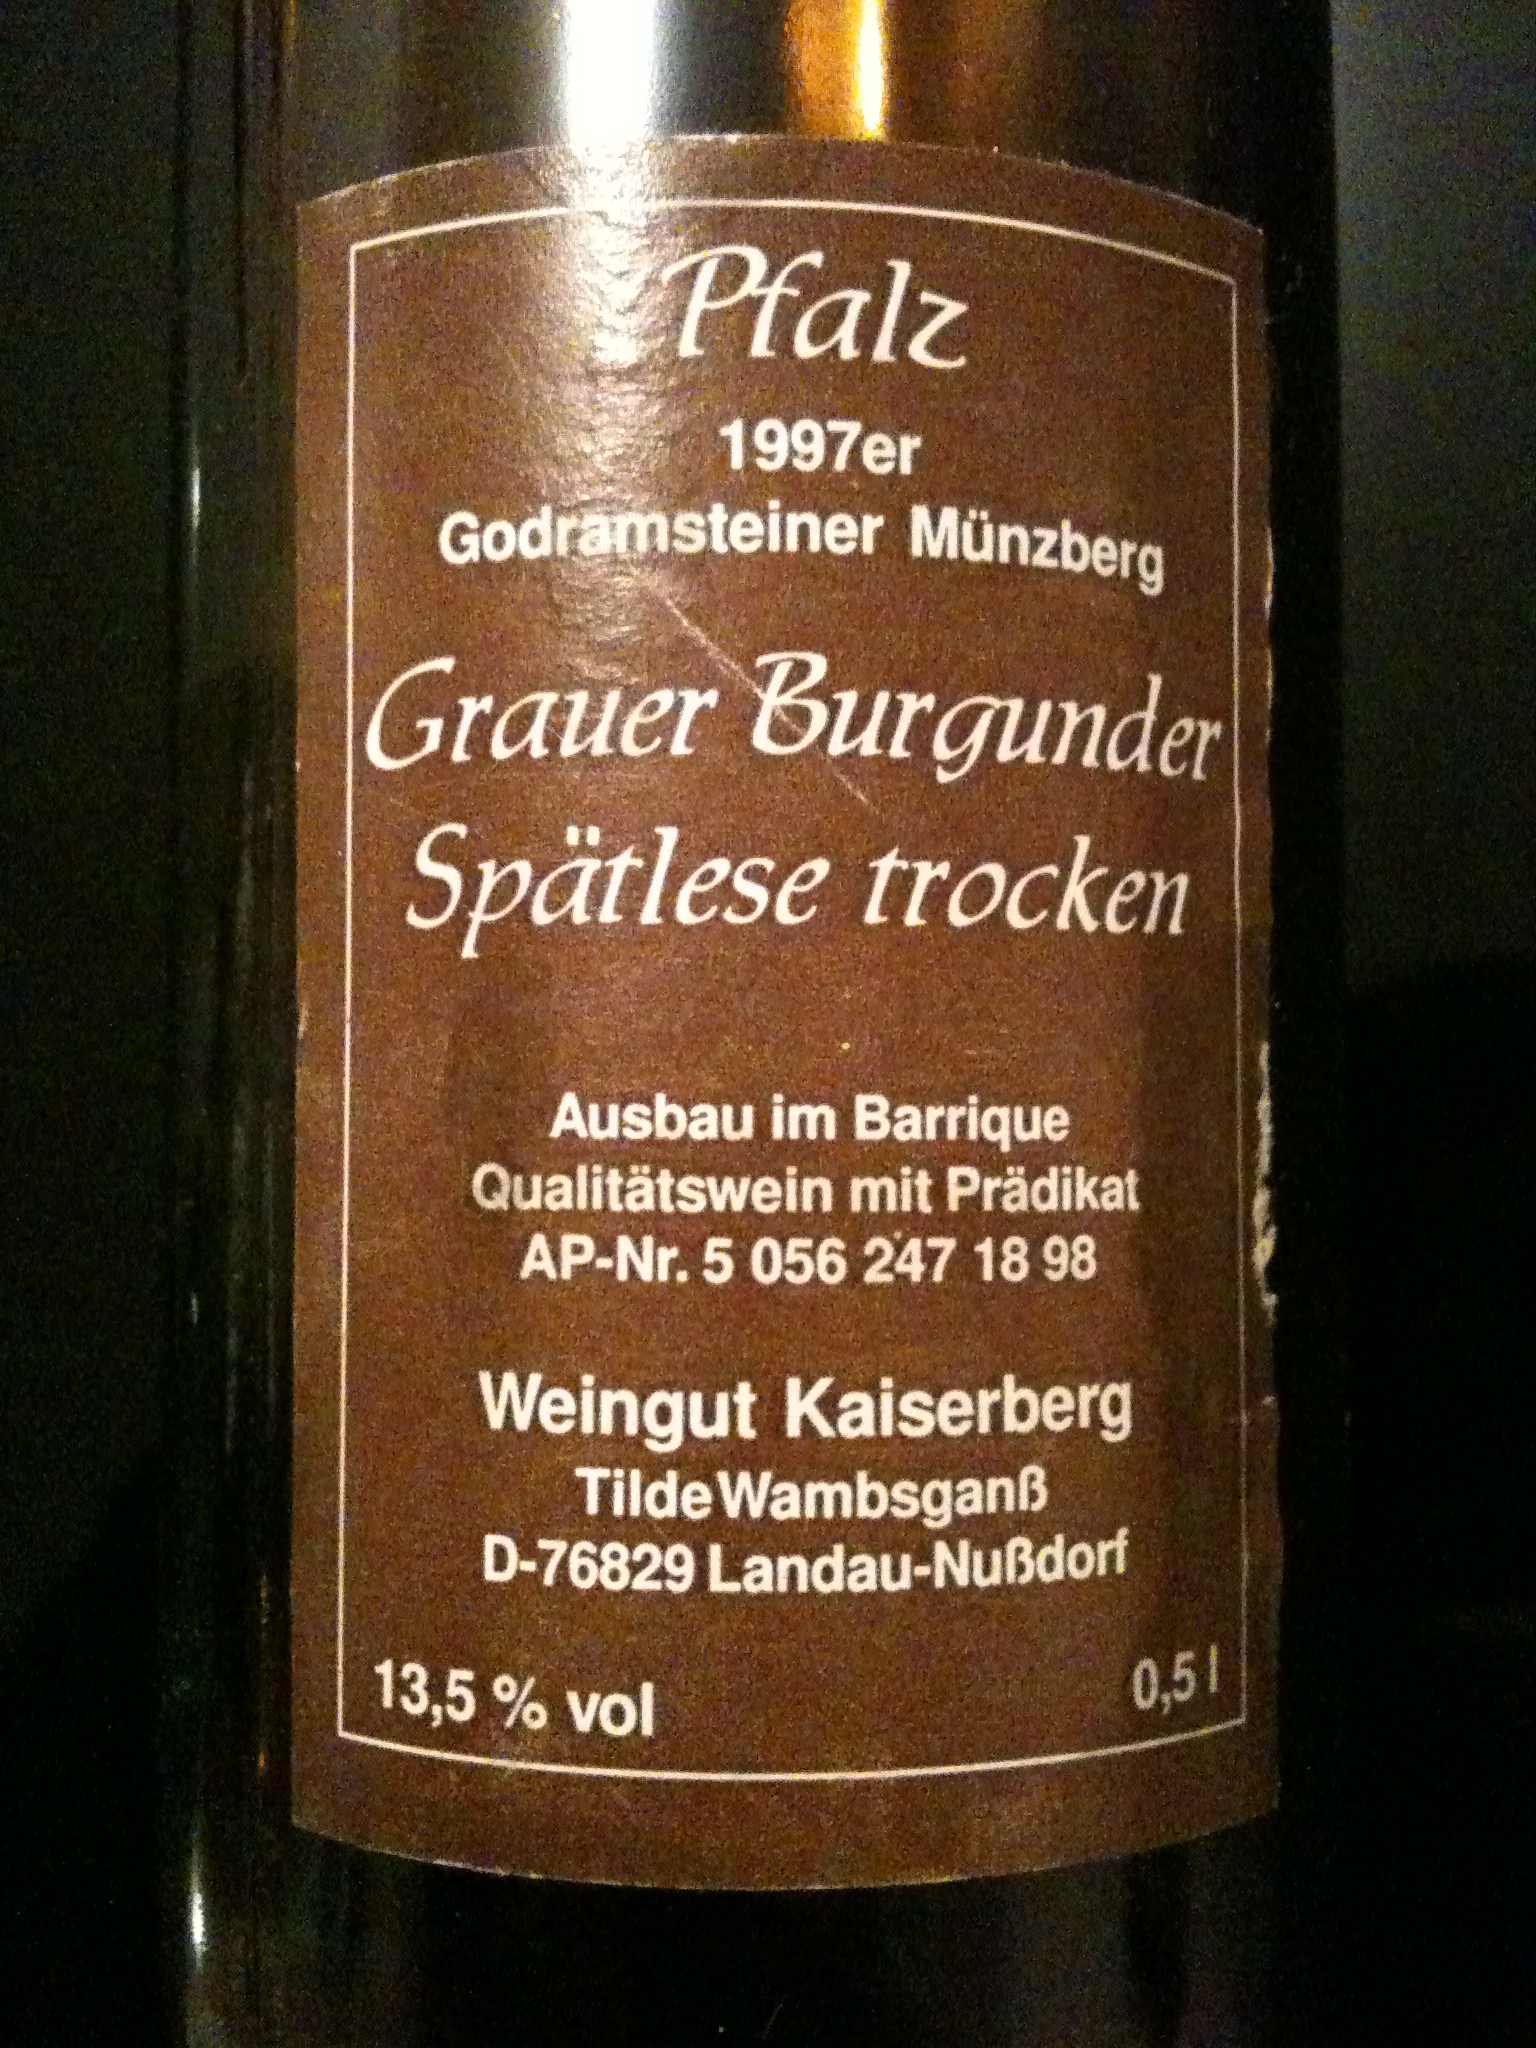 Pfalz
1997er
Godramsteiner Münzberg
Grauer Burgunder
Spätlese trocken
Ausbau im Barrique
Qualitätswein mit Prädikat
AP-Nr. 5 056 247 18 98
Weingut Kaiserberg
Tilde Wambsganß
D-76829 Landau-Nußdorf
13,5 % vol 0,5 l